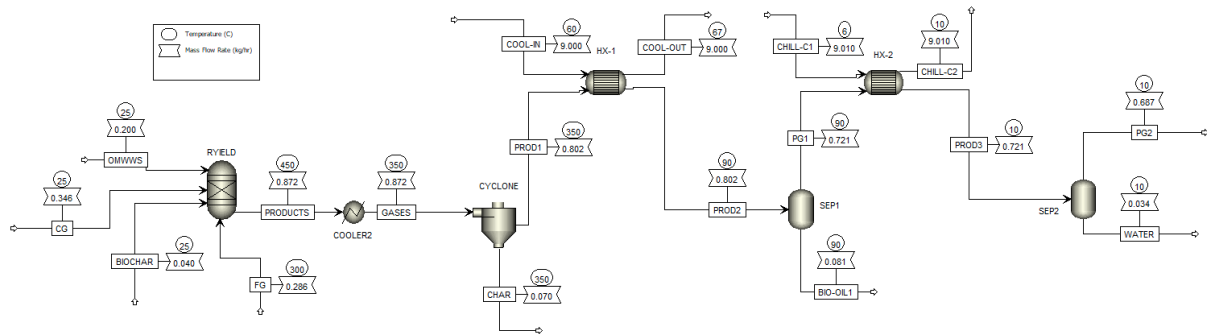 Temperature (C)
Mass Flow Rate (kg/hr)
25
0.200
OMWWS
25
0.346
CG
25
0.040
BIOCHAR
300
0.286
FG
RYIELD
450
0.872
PRODUCTS
COOLER2
350
0.872
GASES
CYCLONE
350
0.070
CHAR
350
0.802
PROD1
60
9.000
COOL-IN
HX-1
67
9.000
COOL-OUT
90
0.802
PROD2
SEP1
90
0.081
BIO-OIL1
90
0.721
PG1
6
9.010
CHILL-C1
HX-2
10
9.010
CHILL-C2
10
0.721
PROD3
SEP2
10
0.687
PG2
10
0.034
WATER